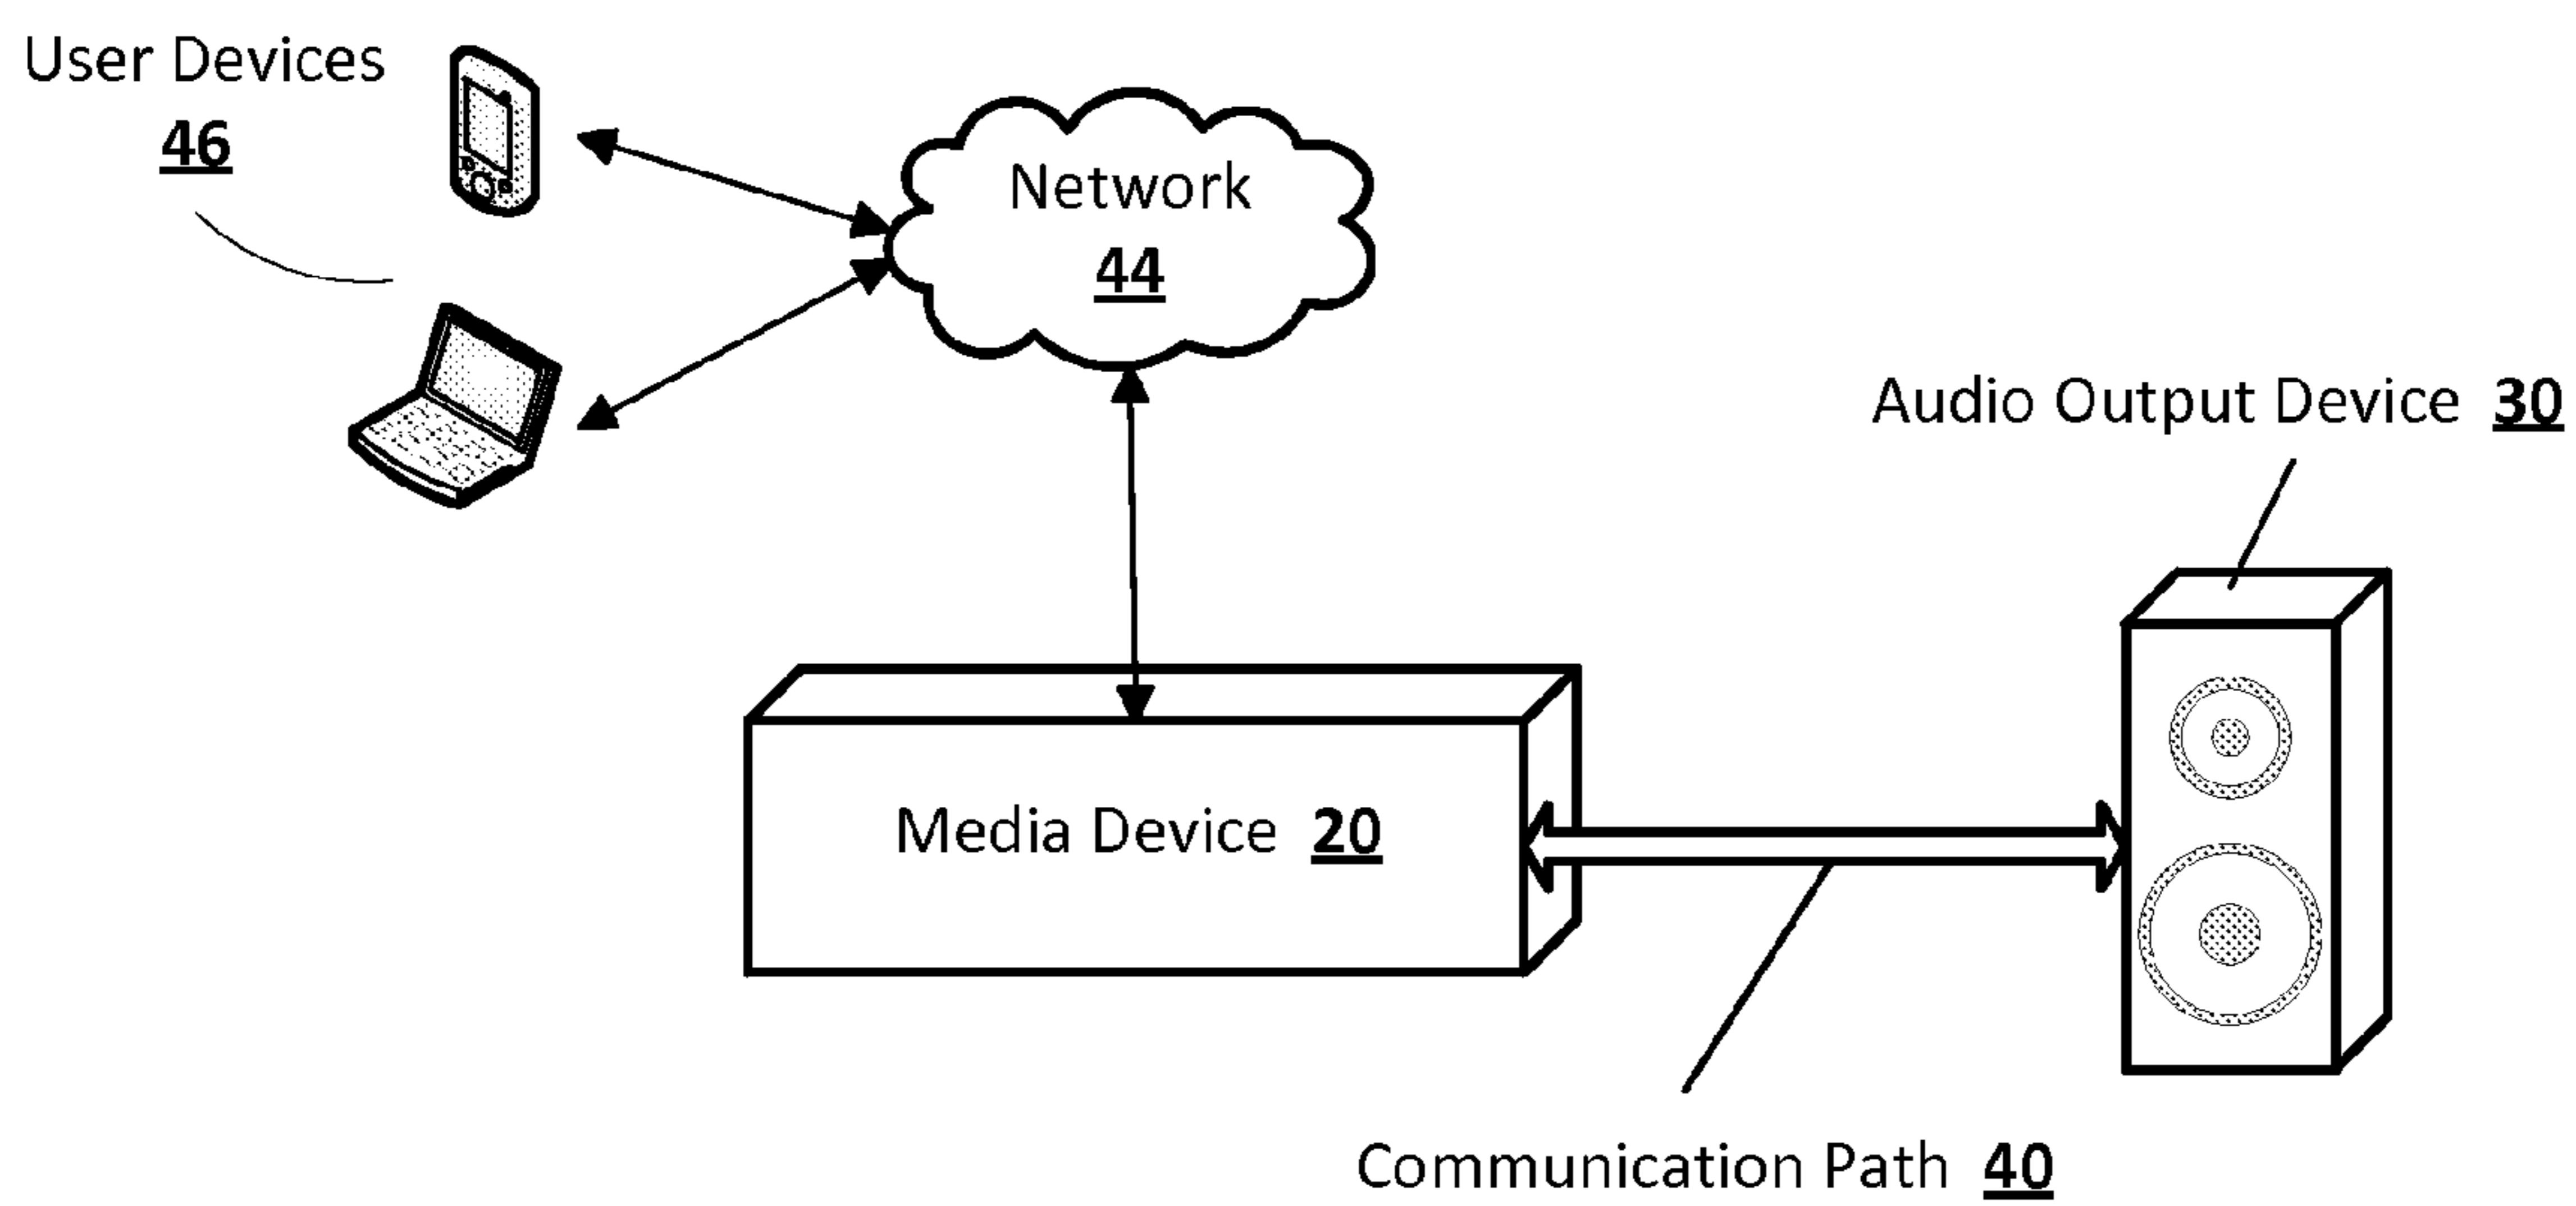 User Devices
46
Network
44
Audio Output Device 30
Media Device 20
Communication Path 40